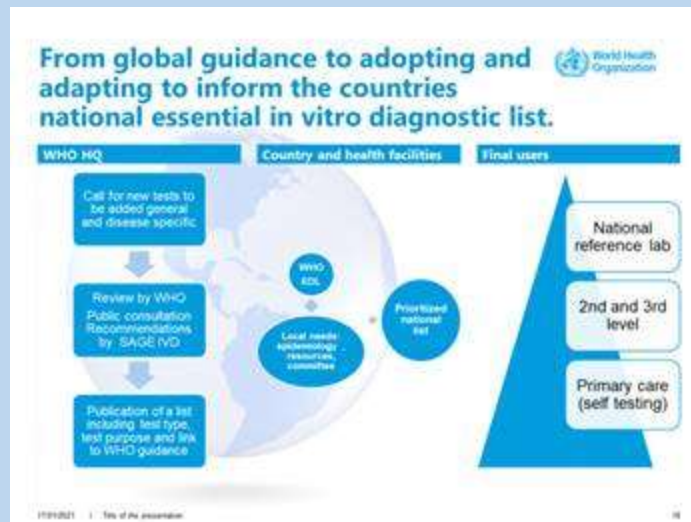 From global guidance to adopting and
adapting to inform the countries
national essential in vitro diagnostic list.
World Health
Organization
WHO HQ
Country and health facilities
Final users
Call for new tests to
be added general
and disease specific
Review by WHO
Public consultation
Recommendations
by SAGE IVD
Publication of a list
including test type,
test purpose and link
to WHO guidance
WHO
EDL
Local needs
epidemiology
resources,
committee
Prioritized
national
list
National
reference lab
2nd and 3rd
level
Primary care
(self testing)
| Title of the presentation